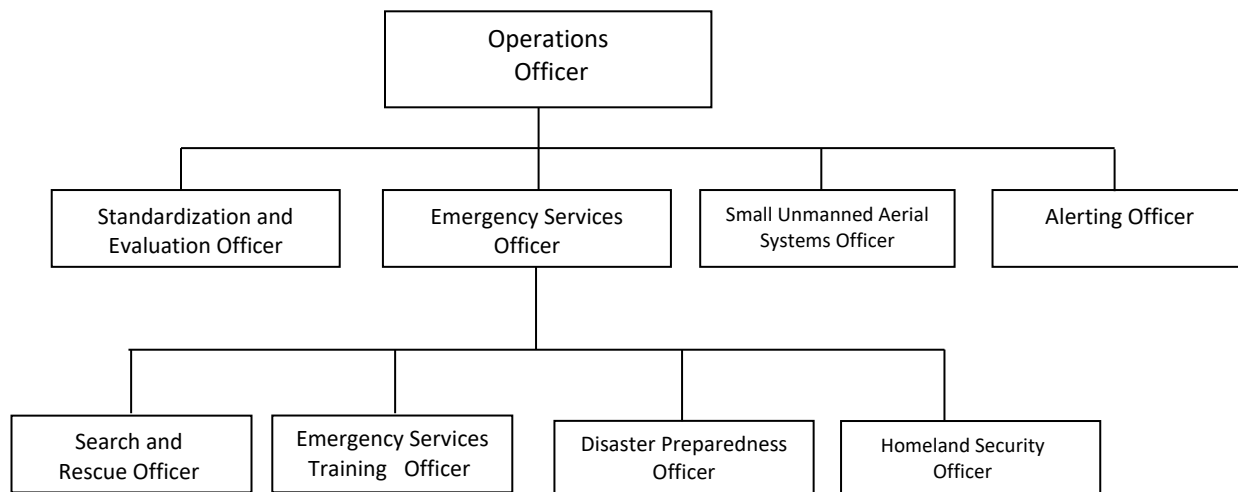 Operations
Officer
Standardization and
Evaluation Officer
Emergency Services
Officer
Small Unmanned Aerial
Systems Officer
Alerting Officer
Search and
Rescue Officer
Emergency Services
Training Officer
Disaster Preparedness
Officer
Homeland Security
Officer